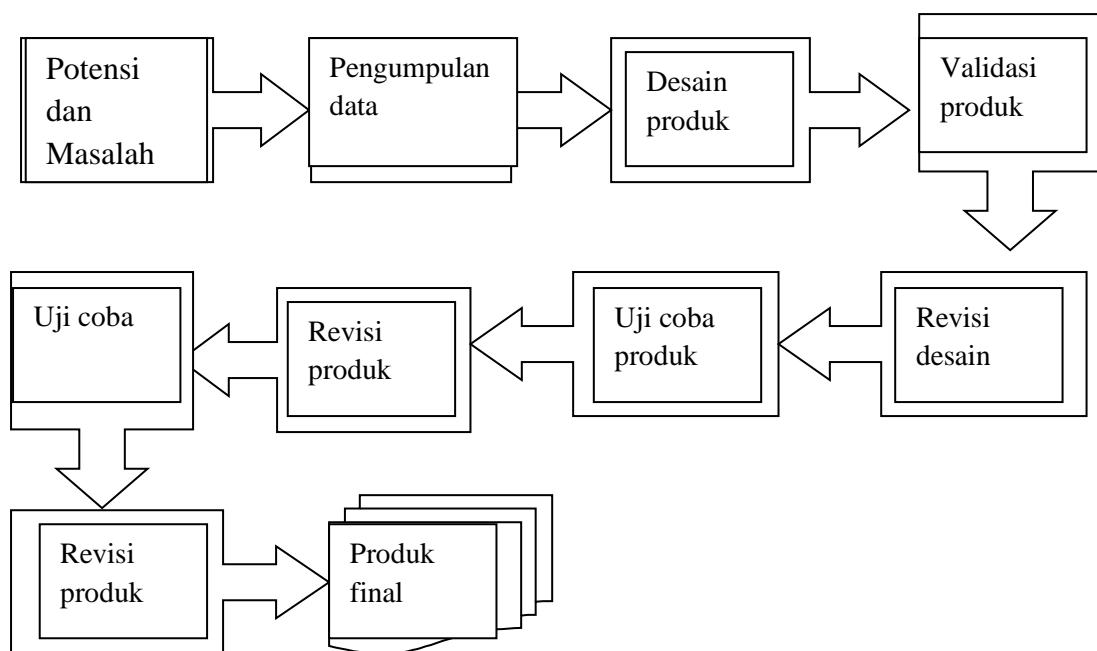 Potensi
dan
Masalah
Pengumpulan
data
Desain
produk
Validasi
produk
Revisi
desain
Uji coba
produk
Revisi
produk
Uji coba
Revisi
produk
Produk
final